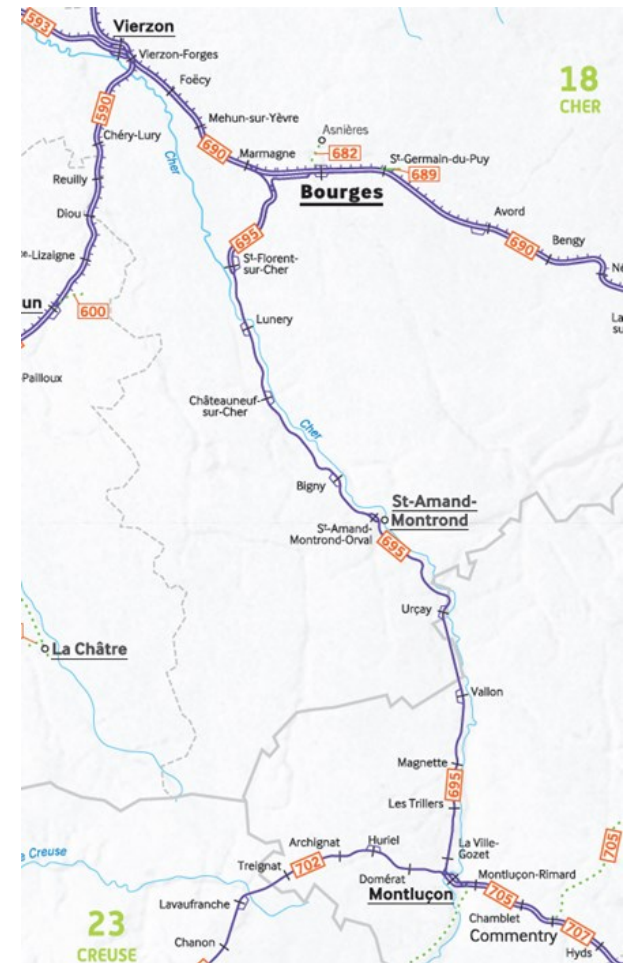 593
Vierzon
Vierzon-Forges
Foëcy
18
CHER
590
Mehun-sur-Yèvre
Asnières
Chéry-Lury
690
682
Cher
Marmagne
St-Germain-du-Puy
689
Reuilly
Bourges
Diou
Avord
695
690
Bengy
-Lizaigne
St-Florent-
sur-Cher
un
600
Lunery
Pailloux
Châteauneuf-
sur-Cher
Cher
Bigny
St-Amand-
Montrond
St-Amand-
Montrond-Orval
695
Urçay
La Châtre
Vallon
Magnette
695
Les Trillers
705
Creuse
Archignat
Huriel
La Ville-
Gozet
Treignat
702
Domérat
Montluçon-Rimard
Montluçon
Lavaufranche
705
23
CREUSE
Chamblet
707
Commentry
Chanon
Hyds